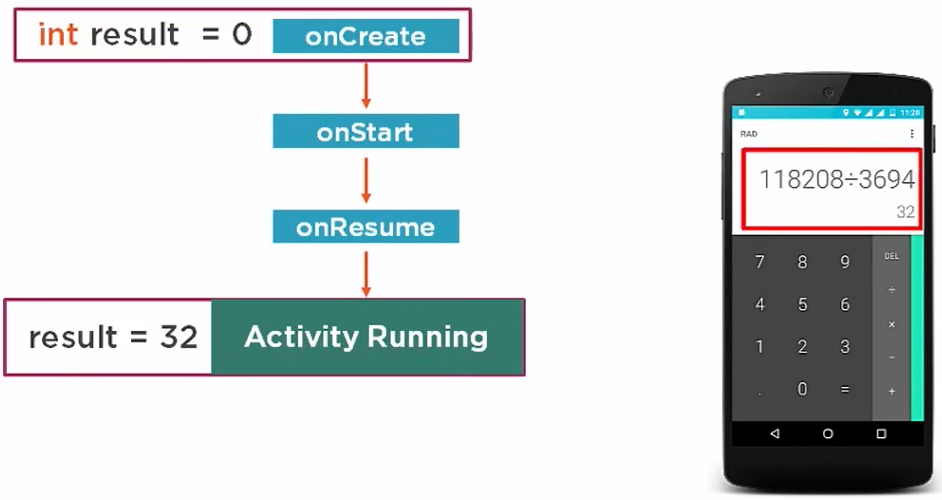 int result = 0 onCreate
onStart
onResume
result = 32 Activity Running
11:28
RAD
118208÷3694
32
7 8 9 DEL
÷
4 5 6
×
1 2 3
−
. 0 = +